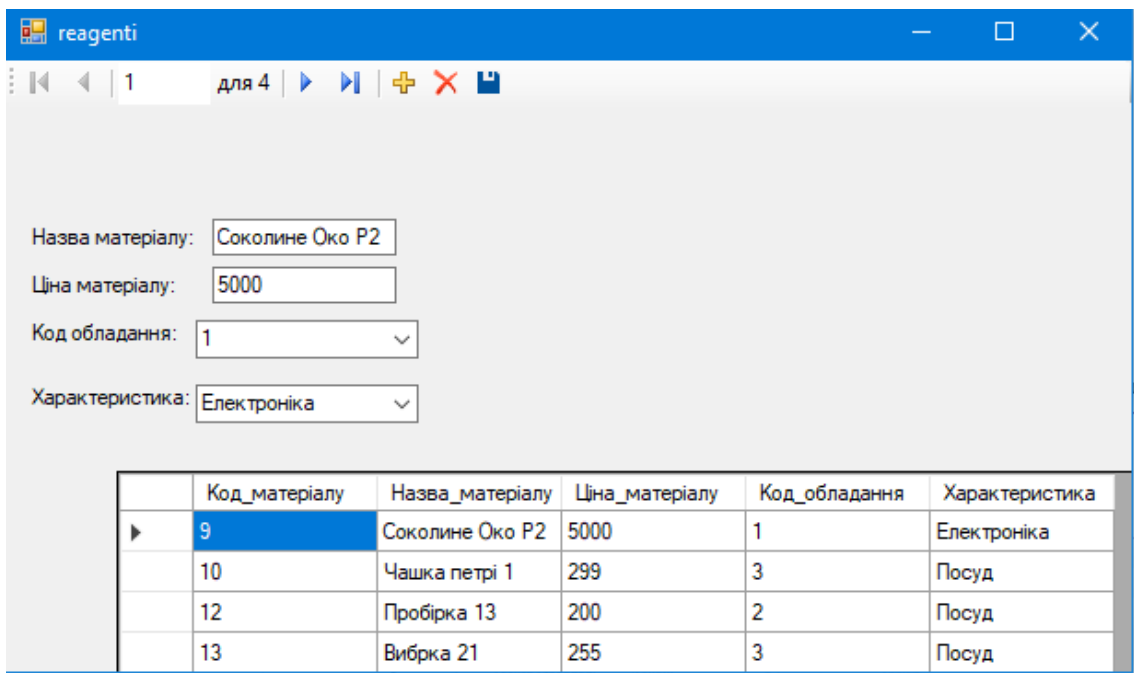 reagenti
1 для 4
Назва матеріалу: Соколине Око Р2
Ціна матеріалу: 5000
Код обладання: 1
Характеристика: Електроніка
Код_матеріалу Назва_матеріалу Ціна_матеріалу Код_обладання Характеристика
9 Соколине Око Р2 5000 1 Електроніка
10 Чашка петрі 1 299 3 Посуд
12 Пробірка 13 200 2 Посуд
13 Вибрка 21 255 3 Посуд